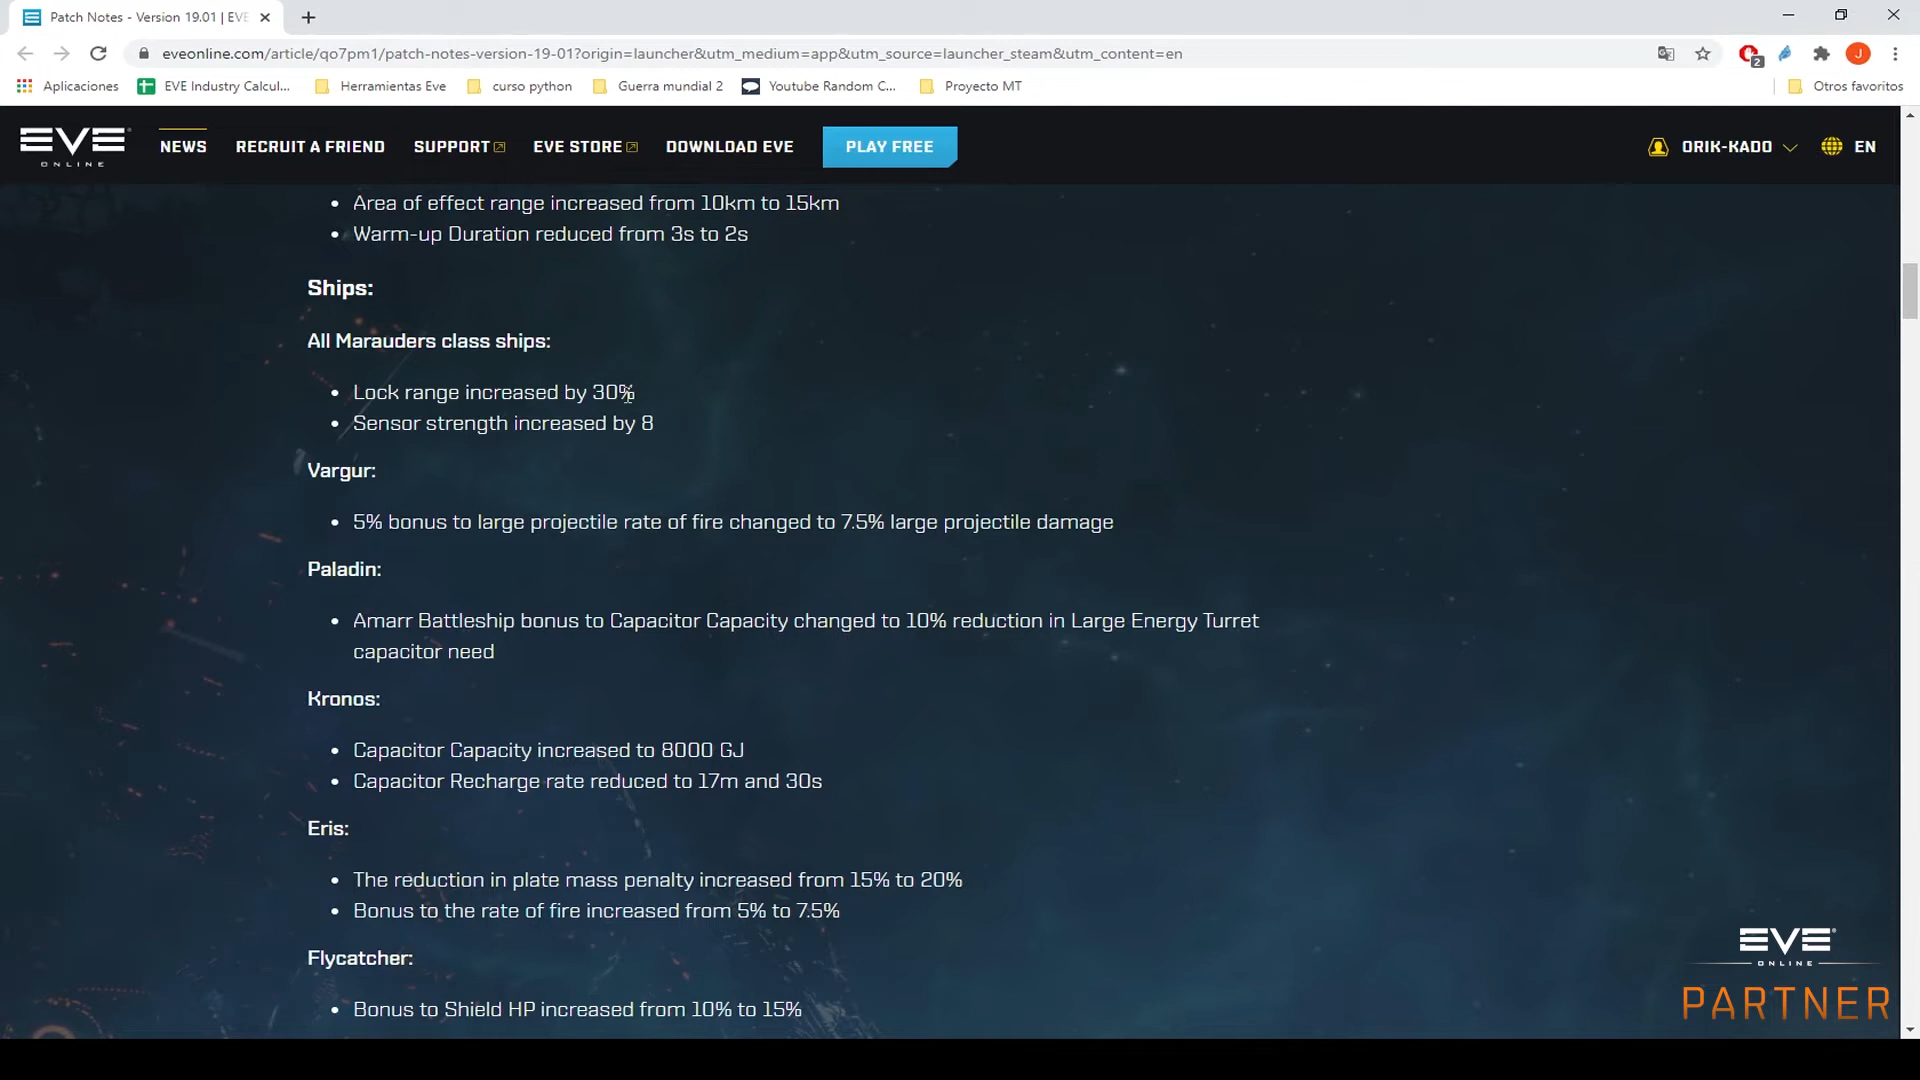 Patch Notes - Version 19.01 | EVE
eveonline.com/article/qo7pm1/patch-notes-version-19-01?origin=launcher&utm_medium=app&utm_source=launcher_steam&utm_content=en
2
J
Aplicaciones
EVE Industry Calcul...
Herramientas Eve
curso python
Guerra mundial 2
Youtube Random C...
Proyecto MT
Otros favoritos
EVE
ONLINE
NEWS
RECRUIT A FRIEND
SUPPORT
EVE STORE
DOWNLOAD EVE
PLAY FREE
ORIK-KADO
EN
• Area of effect range increased from 10km to 15km
• Warm-up Duration reduced from 3s to 2s
Ships:
All Marauders class ships:
• Lock range increased by 30%
• Sensor strength increased by 8
Vargur:
• 5% bonus to large projectile rate of fire changed to 7.5% large projectile damage
Paladin:
• Amarr Battleship bonus to Capacitor Capacity changed to 10% reduction in Large Energy Turret
capacitor need
Kronos:
• Capacitor Capacity increased to 8000 GJ
• Capacitor Recharge rate reduced to 17m and 30s
Eris:
• The reduction in plate mass penalty increased from 15% to 20%
• Bonus to the rate of fire increased from 5% to 7.5%
Flycatcher:
• Bonus to Shield HP increased from 10% to 15%
EVE
ONLINE
PARTNER